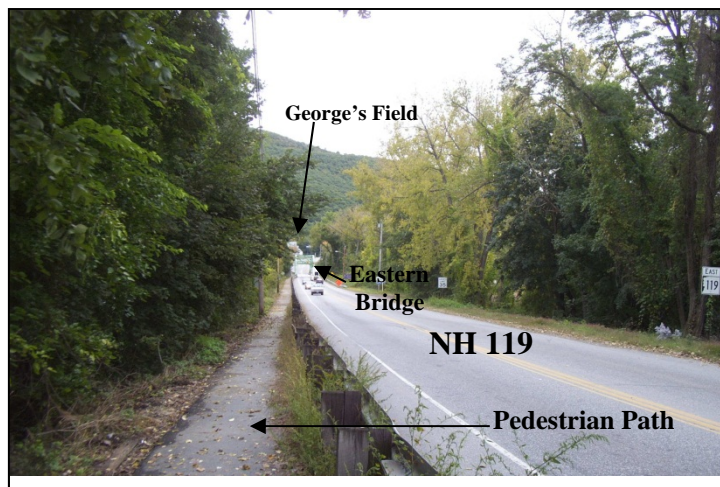 George's Field
Eastern
Bridge
EAST
119
NH 119
Pedestrian Path